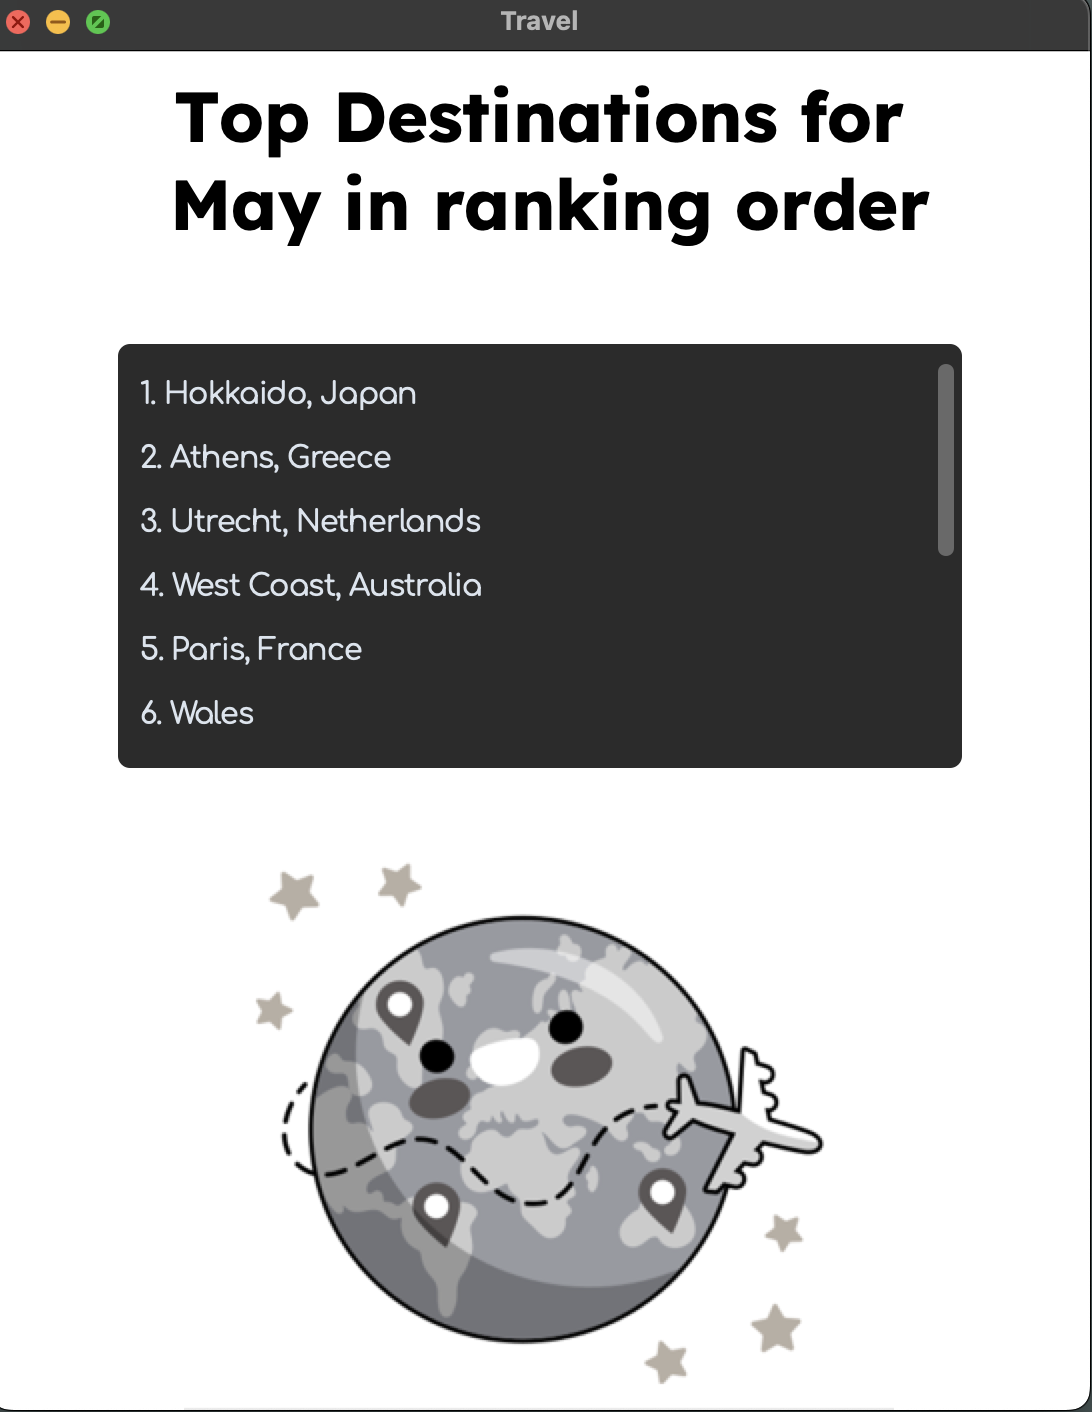 Travel
Top Destinations for
May in ranking order
1. Hokkaido, Japan
2. Athens, Greece
3. Utrecht, Netherlands
4. West Coast, Australia
5. Paris, France
6. Wales